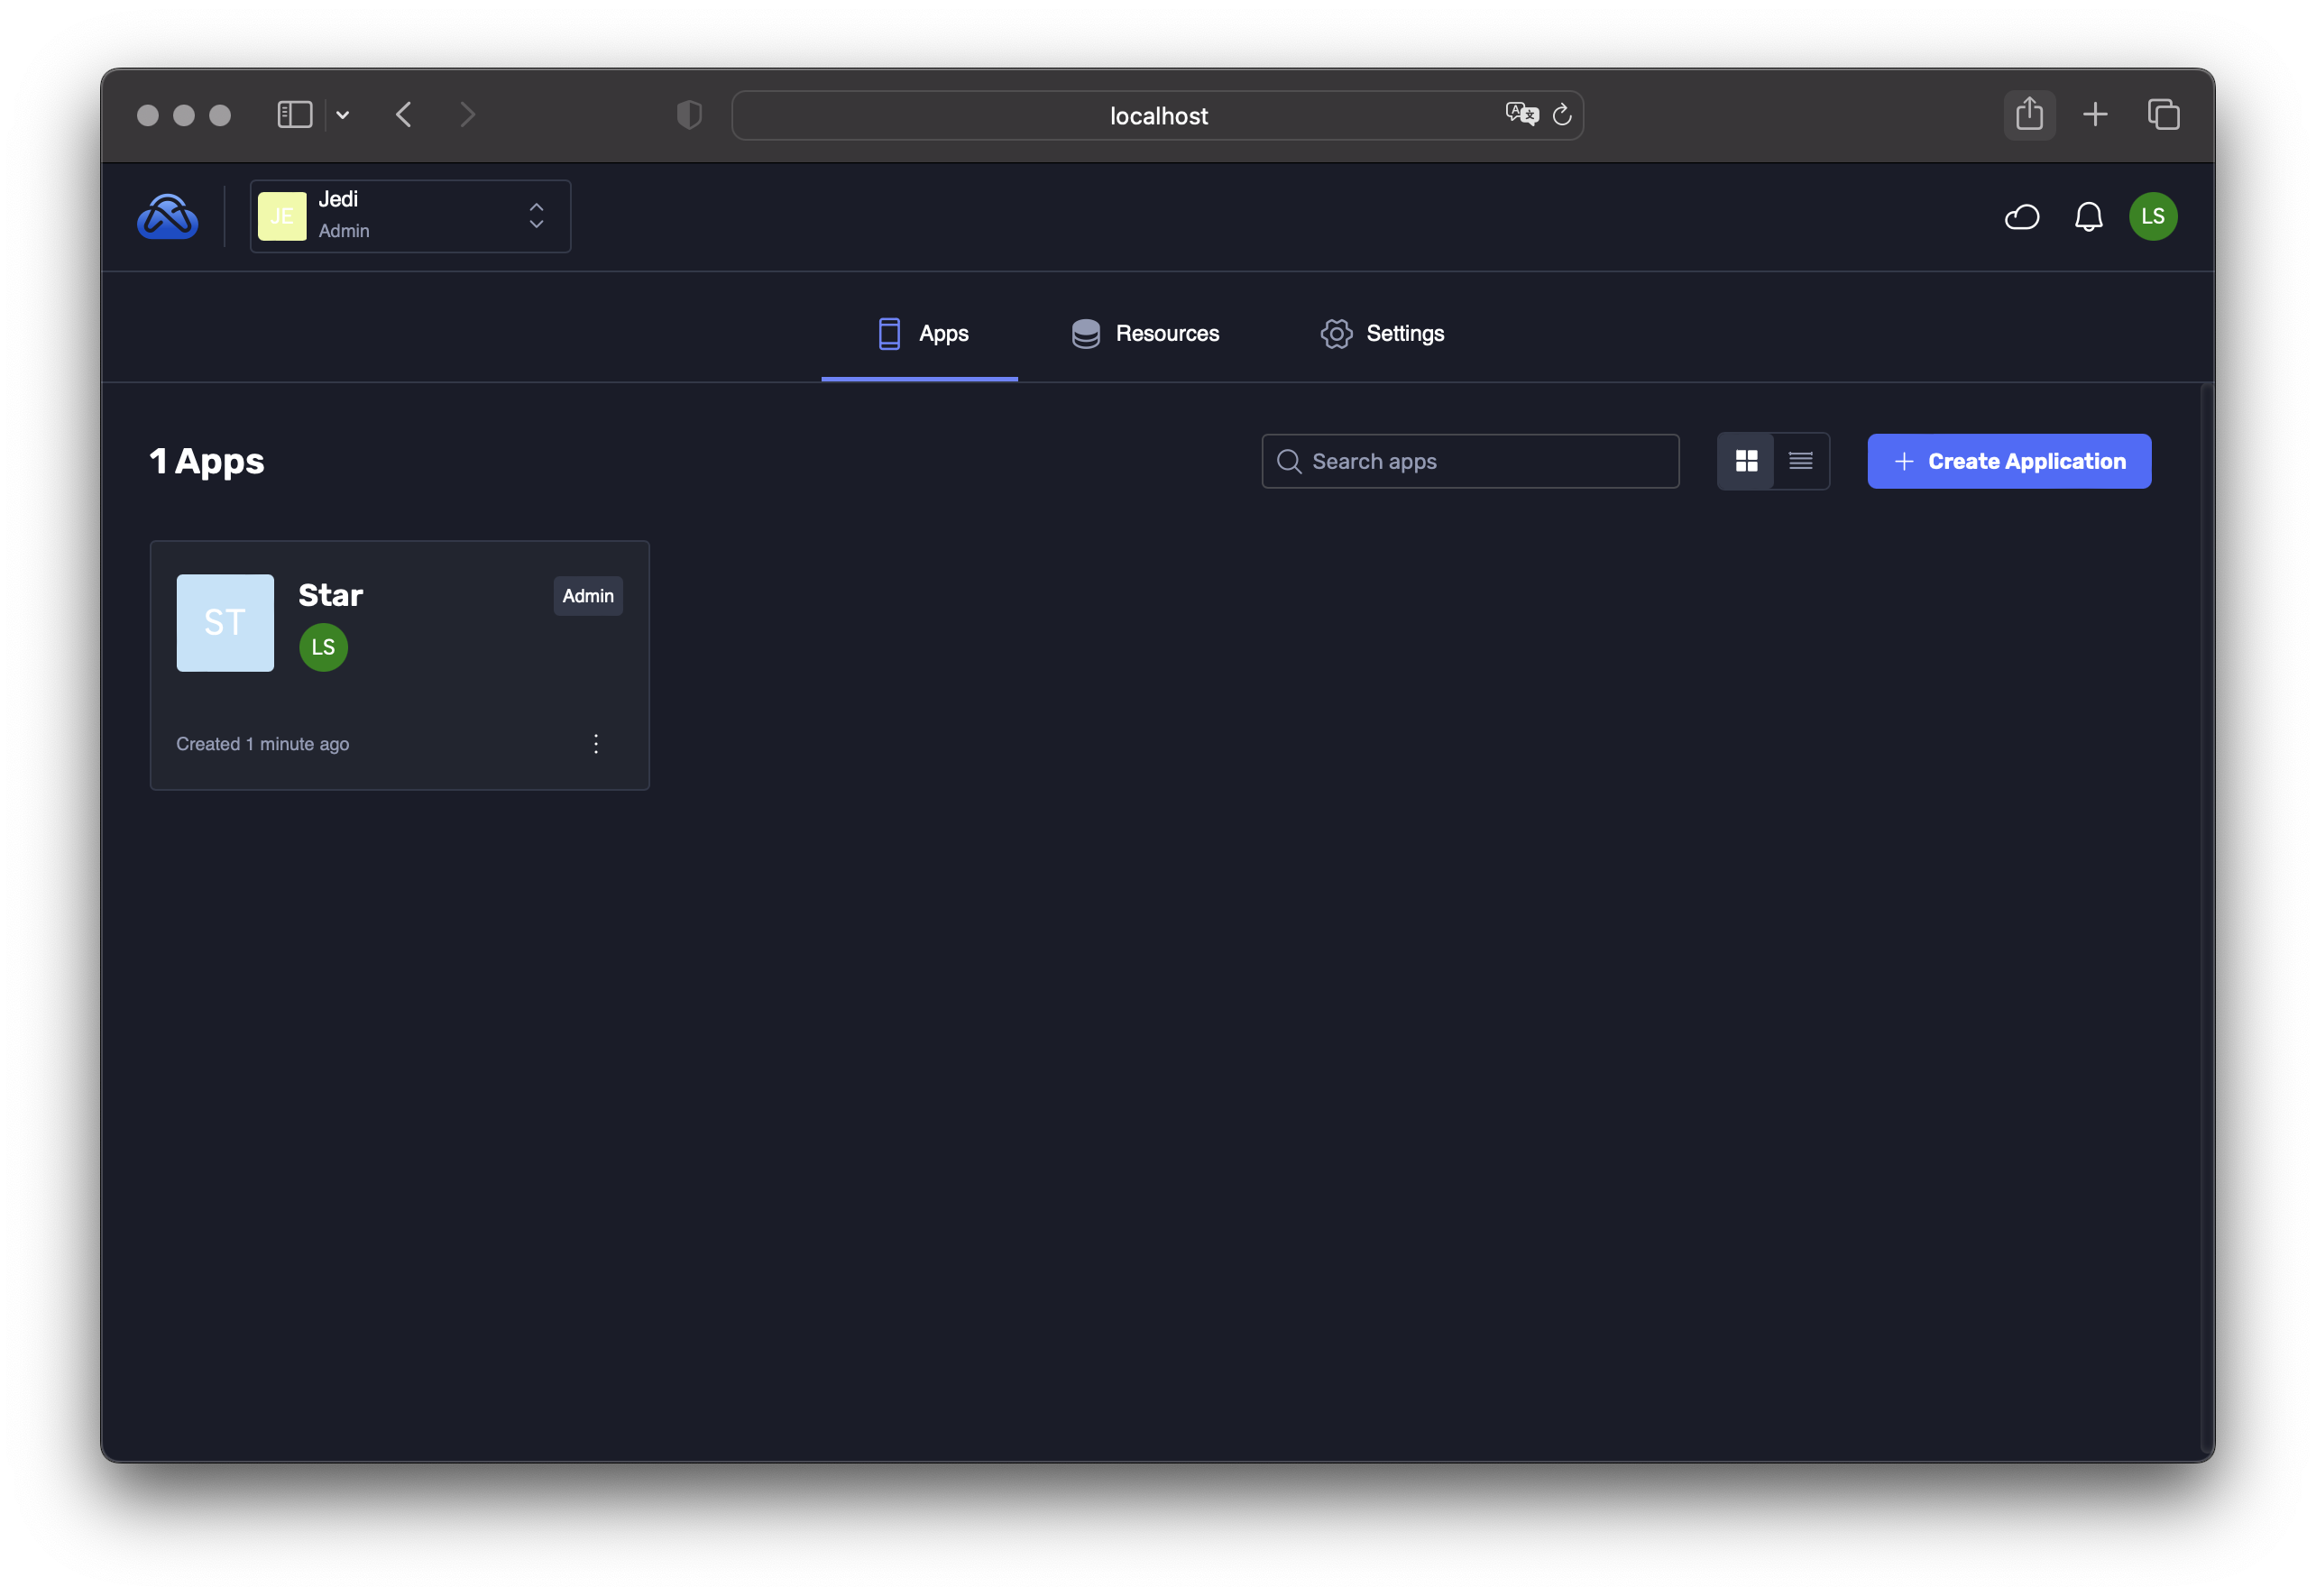 localhost
JE
Jedi
Admin
LS
Apps
Resources
Settings
1 Apps
Search apps
Create Application
ST
Star
Admin
LS
Created 1 minute ago